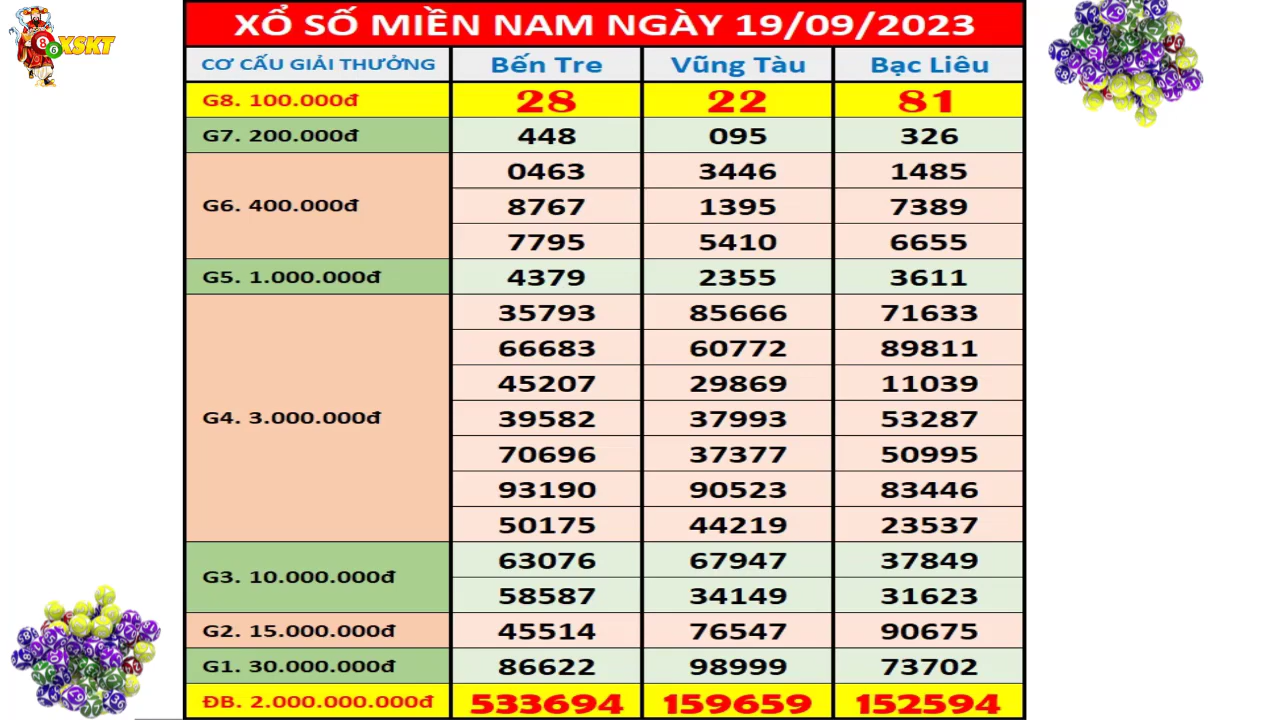 XSKT
XỔ SỐ MIỀN NAM NGÀY 19/09/2023
CƠ CẤU GIẢI THƯỞNG Bến Tre Vũng Tàu Bạc Liêu
G8. 100.000đ 28 22 81
G7. 200.000đ 448 095 326
G6. 400.000đ 0463 3446 1485
8767 1395 7389
7795 5410 6655
G5. 1.000.000đ 4379 2355 3611
G4. 3.000.000đ 35793 85666 71633
66683 60772 89811
45207 29869 11039
39582 37993 53287
70696 37377 50995
93190 90523 83446
50175 44219 23537
G3. 10.000.000đ 63076 67947 37849
58587 34149 31623
G2. 15.000.000đ 45514 76547 90675
G1. 30.000.000đ 86622 98999 73702
ĐB. 2.000.000.000đ 533694 159659 152594